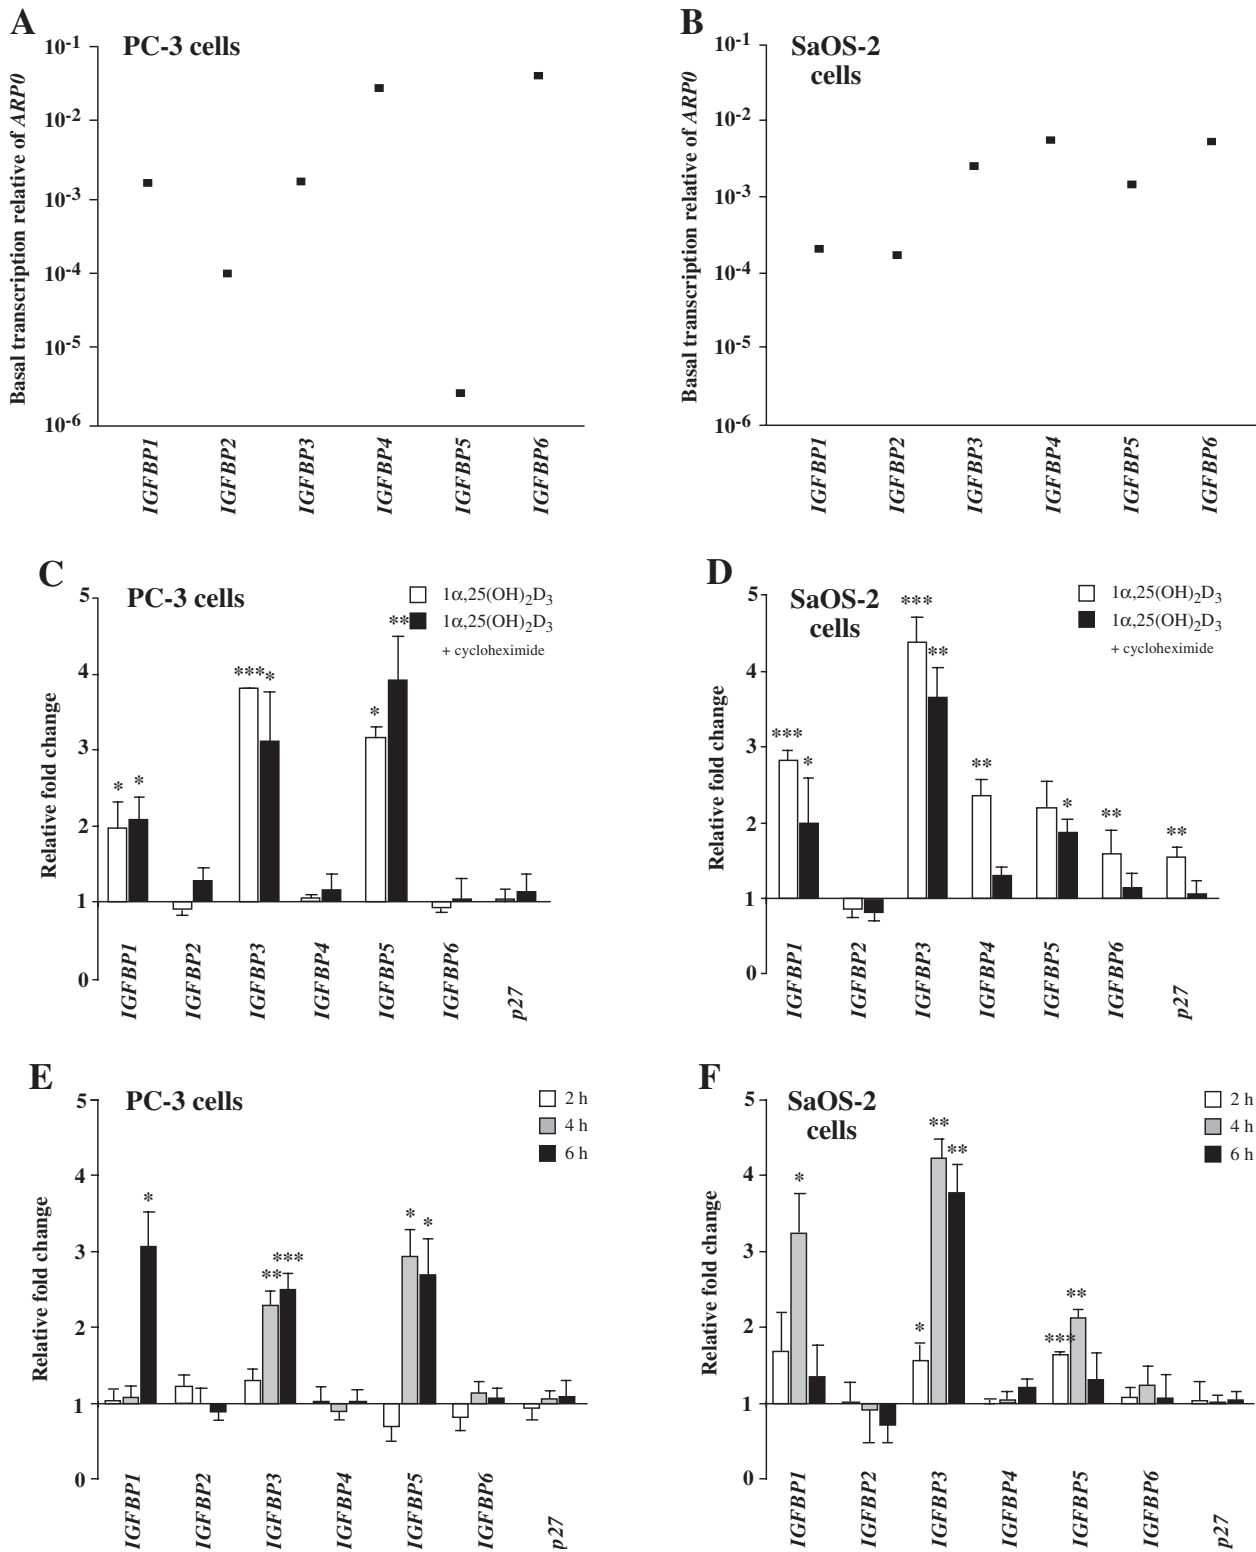 A
PC-3 cells
Basal transcription relative of ARP0
10-1
10-2
10-3
10-4
10-5
10-6
IGFBP1
IGFBP2
IGFBP3
IGFBP4
IGFBP5
IGFBP6
B
SaOS-2
cells
Basal transcription relative of ARP0
10-1
10-2
10-3
10-4
10-5
10-6
IGFBP1
IGFBP2
IGFBP3
IGFBP4
IGFBP5
IGFBP6
C
PC-3 cells
1α,25(OH)2D3
1α,25(OH)2D3
+ cycloheximide
Relative fold change
5
4
3
2
1
0
* * *** * * **
IGFBP1
IGFBP2
IGFBP3
IGFBP4
IGFBP5
IGFBP6
p27
D
SaOS-2
cells
1α,25(OH)2D3
1α,25(OH)2D3
+ cycloheximide
Relative fold change
5
4
3
2
1
0
*** * *** ** ** * ** **
IGFBP1
IGFBP2
IGFBP3
IGFBP4
IGFBP5
IGFBP6
p27
E
PC-3 cells
2 h
4 h
6 h
Relative fold change
5
4
3
2
1
0
* ** *** * *
IGFBP1
IGFBP2
IGFBP3
IGFBP4
IGFBP5
IGFBP6
p27
F
SaOS-2
cells
2 h
4 h
6 h
Relative fold change
5
4
3
2
1
0
* * ** ** *** **
IGFBP1
IGFBP2
IGFBP3
IGFBP4
IGFBP5
IGFBP6
p27